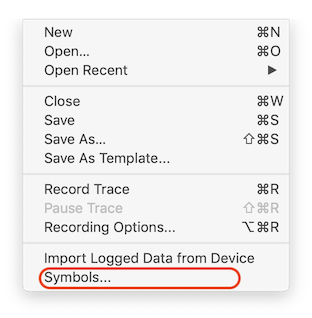 New ⌘N
Open... ⌘O
Open Recent ▶
Close ⌘W
Save ⌘S
Save As... ⇧⌘S
Save As Template...
Record Trace ⌘R
Pause Trace ⇧⌘R
Recording Options... ⌥⌘R
Import Logged Data from Device
Symbols...